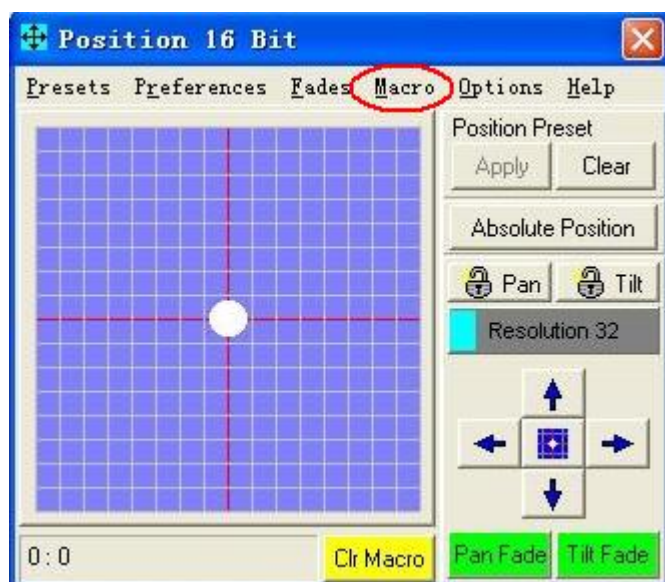 Position 16 Bit
Presets Preferences Fades Macro Options Help
Position Preset
Apply Clear
Absolute Position
Pan Tilt
Resolution 32
0:0 Clr Macro Pan Fade Tilt Fade